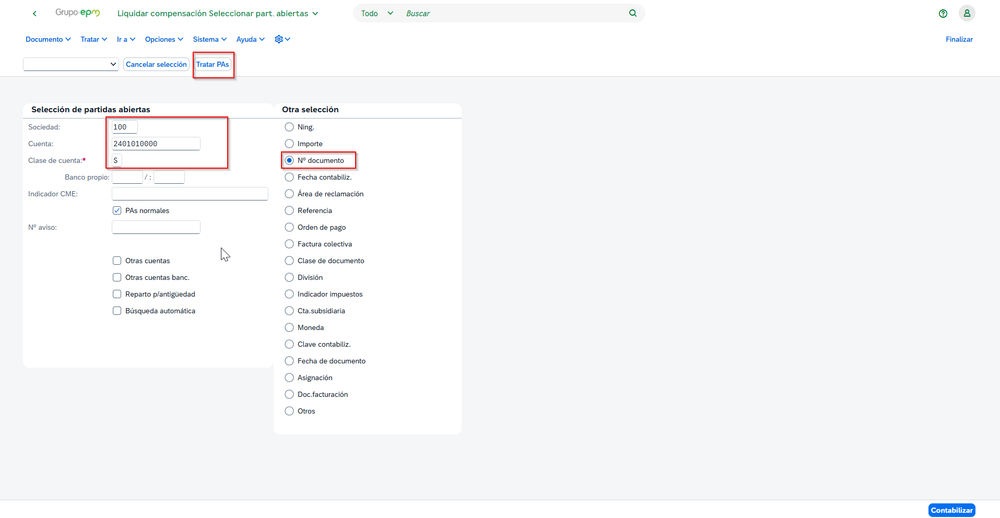 Grupo·epm
Liquidar compensación Seleccionar part. abiertas
Todo
Buscar
Documento
Tratar
Ir a
Opciones
Sistema
Ayuda
Finalizar
Cancelar selección
Tratar PAs
Selección de partidas abiertas
Sociedad: 100
Cuenta: 2401010000
Clase de cuenta:* S
Banco propio: / :
Indicador CME:
PAs normales
Nº aviso:
Otras cuentas
Otras cuentas banc.
Reparto p/antigüedad
Búsqueda automática
Otra selección
Ning.
Importe
Nº documento
Fecha contabiliz.
Área de reclamación
Referencia
Orden de pago
Factura colectiva
Clase de documento
División
Indicador impuestos
Cta.subsidiaria
Moneda
Clave contabiliz.
Fecha de documento
Asignación
Doc.facturación
Otros
Contabilizar